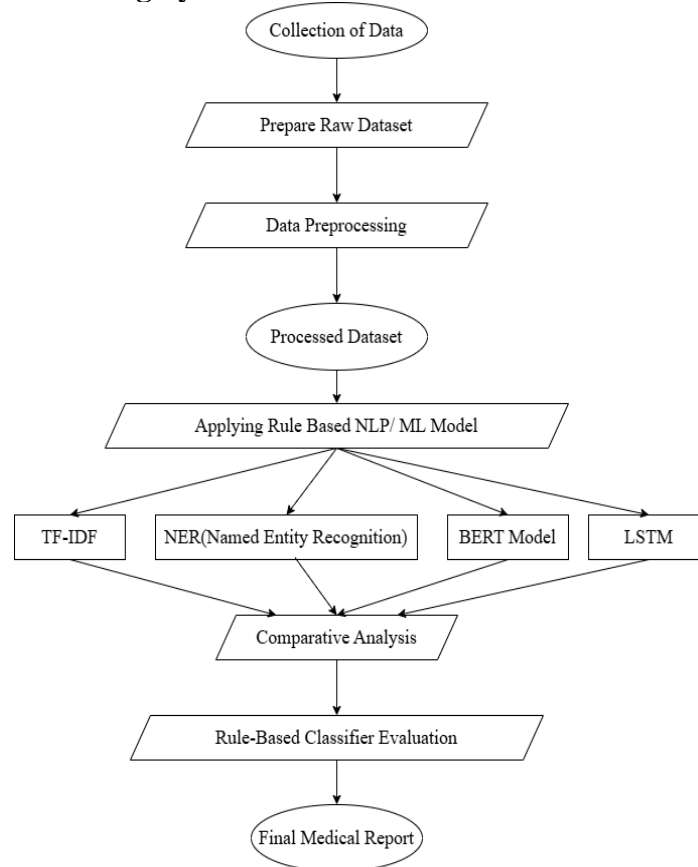 Collection of Data
Prepare Raw Dataset
Data Preprocessing
Processed Dataset
Applying Rule Based NLP/ ML Model
TF-IDF
NER(Named Entity Recognition)
BERT Model
LSTM
Comparative Analysis
Rule-Based Classifier Evaluation
Final Medical Report